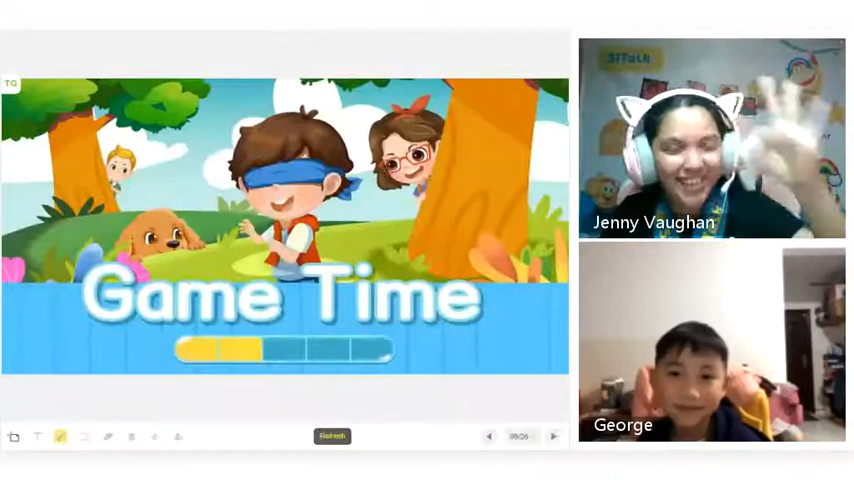 TG
Game Time
T
Refresh
09/26
51Talk
Jenny Vaughan
George